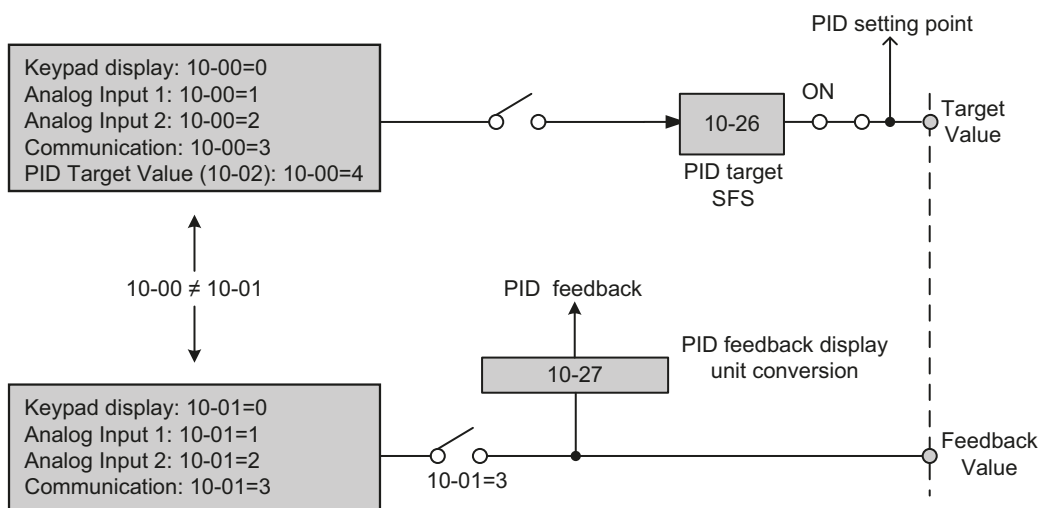 PID setting point
Keypad display: 10-00=0
Analog Input 1: 10-00=1
Analog Input 2: 10-00=2
Communication: 10-00=3
PID Target Value (10-02): 10-00=4
10-26
PID target
SFS
ON
Target
Value
10-00 ≠ 10-01
PID feedback
10-27
PID feedback display
unit conversion
Keypad display: 10-01=0
Analog Input 1: 10-01=1
Analog Input 2: 10-01=2
Communication: 10-01=3
10-01=3
Feedback
Value